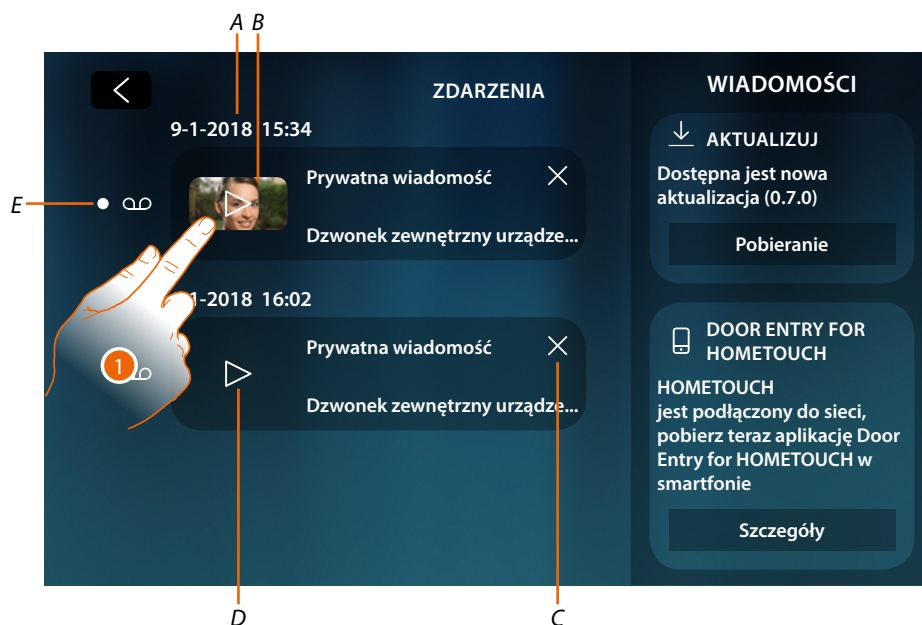 A B
ZDARZENIA
9-1-2018 15:34
Prywatna wiadomość
Dzwonek zewnętrzny urządze...
E
1-2018 16:02
Prywatna wiadomość
Dzwonek zewnętrzny urządze...
1
D
C
WIADOMOŚCI
AKTUALIZUJ
Dostępna jest nowa
aktualizacja (0.7.0)
Pobieranie
DOOR ENTRY FOR
HOMETOUCH
HOMETOUCH
jest podłączony do sieci,
pobierz teraz aplikację Door
Entry for HOMETOUCH w
smartfonie
Szczegóły